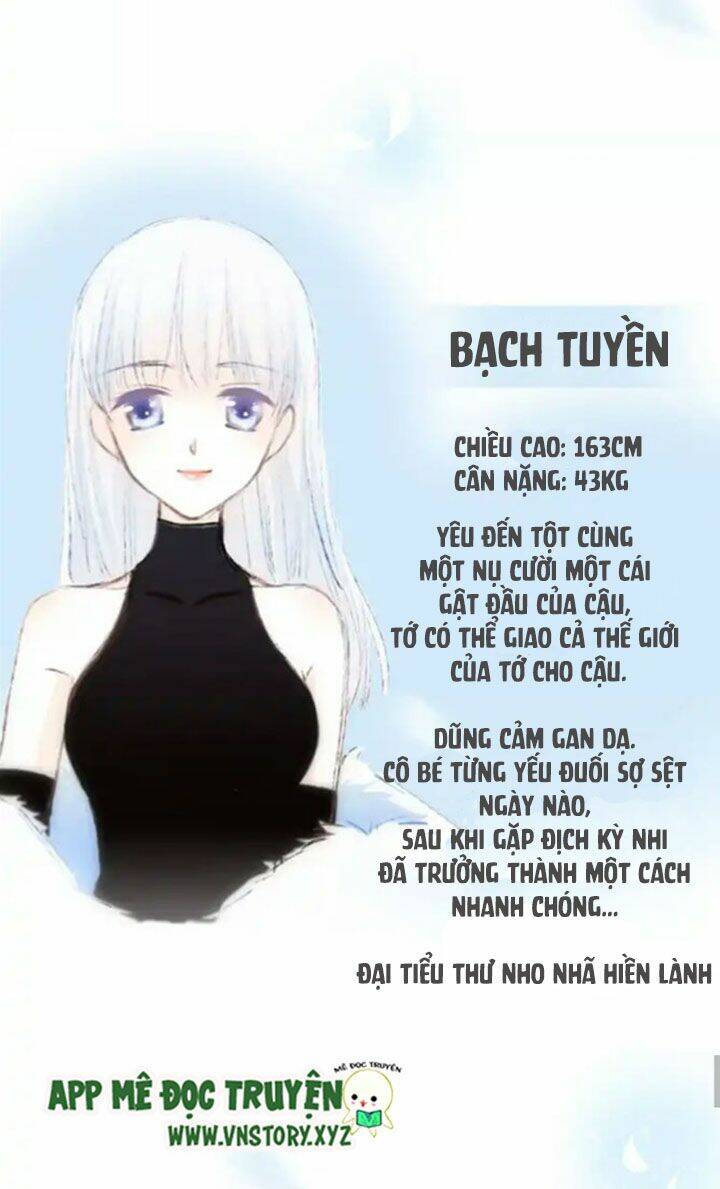 BẠCH TUYỀN
CHIỀU CAO: 163CM
CÂN NẶNG: 43KG
YÊU ĐẾN TỘT CÙNG
MỘT NỤ CƯỜI MỘT CÁI
GẬT ĐẦU CỦA CẬU,
TỚ CÓ THỂ GIAO CẢ THẾ GIỚI
CỦA TỚ CHO CẬU.
DŨNG CẢM GAN DẠ.
CÔ BÉ TỪNG YẾU ĐUỐI SỢ SỆT
NGÀY NÀO,
SAU KHI GẶP ĐỊCH KỲ NHI
ĐÃ TRƯỞNG THÀNH MỘT CÁCH
NHANH CHÓNG...
ĐẠI TIỂU THƯ NHO NHÃ HIỀN LÀNH
MÊ ĐỌC TRUYỆN
APP MÊ ĐỌC TRUYỆN
WWW.VNSTORY.XYZ